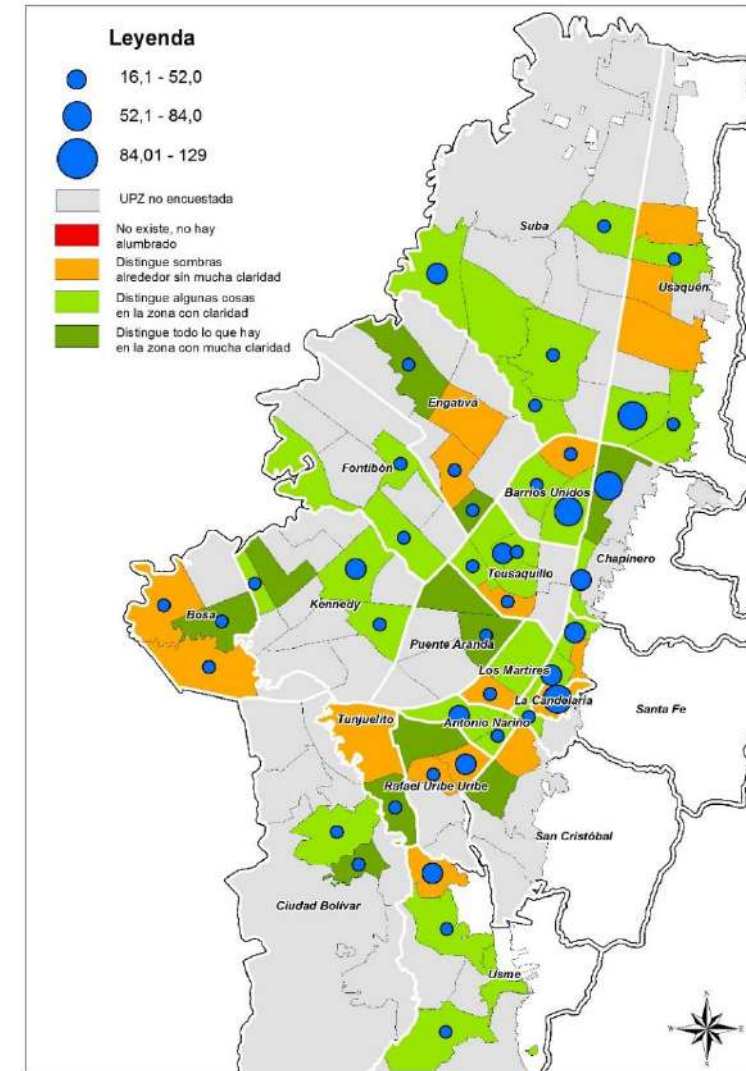 Leyenda
16,1 - 52,0
52,1 - 84,0
84,01 - 129
UPZ no encuestada
No existe, no hay
alumbrado
Distingue sombras
alrededor sin mucha claridad
Distingue algunas cosas
en la zona con claridad
Distingue todo lo que hay
en la zona con mucha claridad
Suba
Usaquén
Engativá
Fontibón
Barrios Unidos
Chapinero
Teusaquillo
Kennedy
Bosa
Puente Aranda
Los Martires
La Candelaria
Santa Fe
Tunjuelito
Antonio Nariño
Rafael Uribe Uribe
San Cristóbal
Ciudad Bolívar
Usme
N
W
E
S